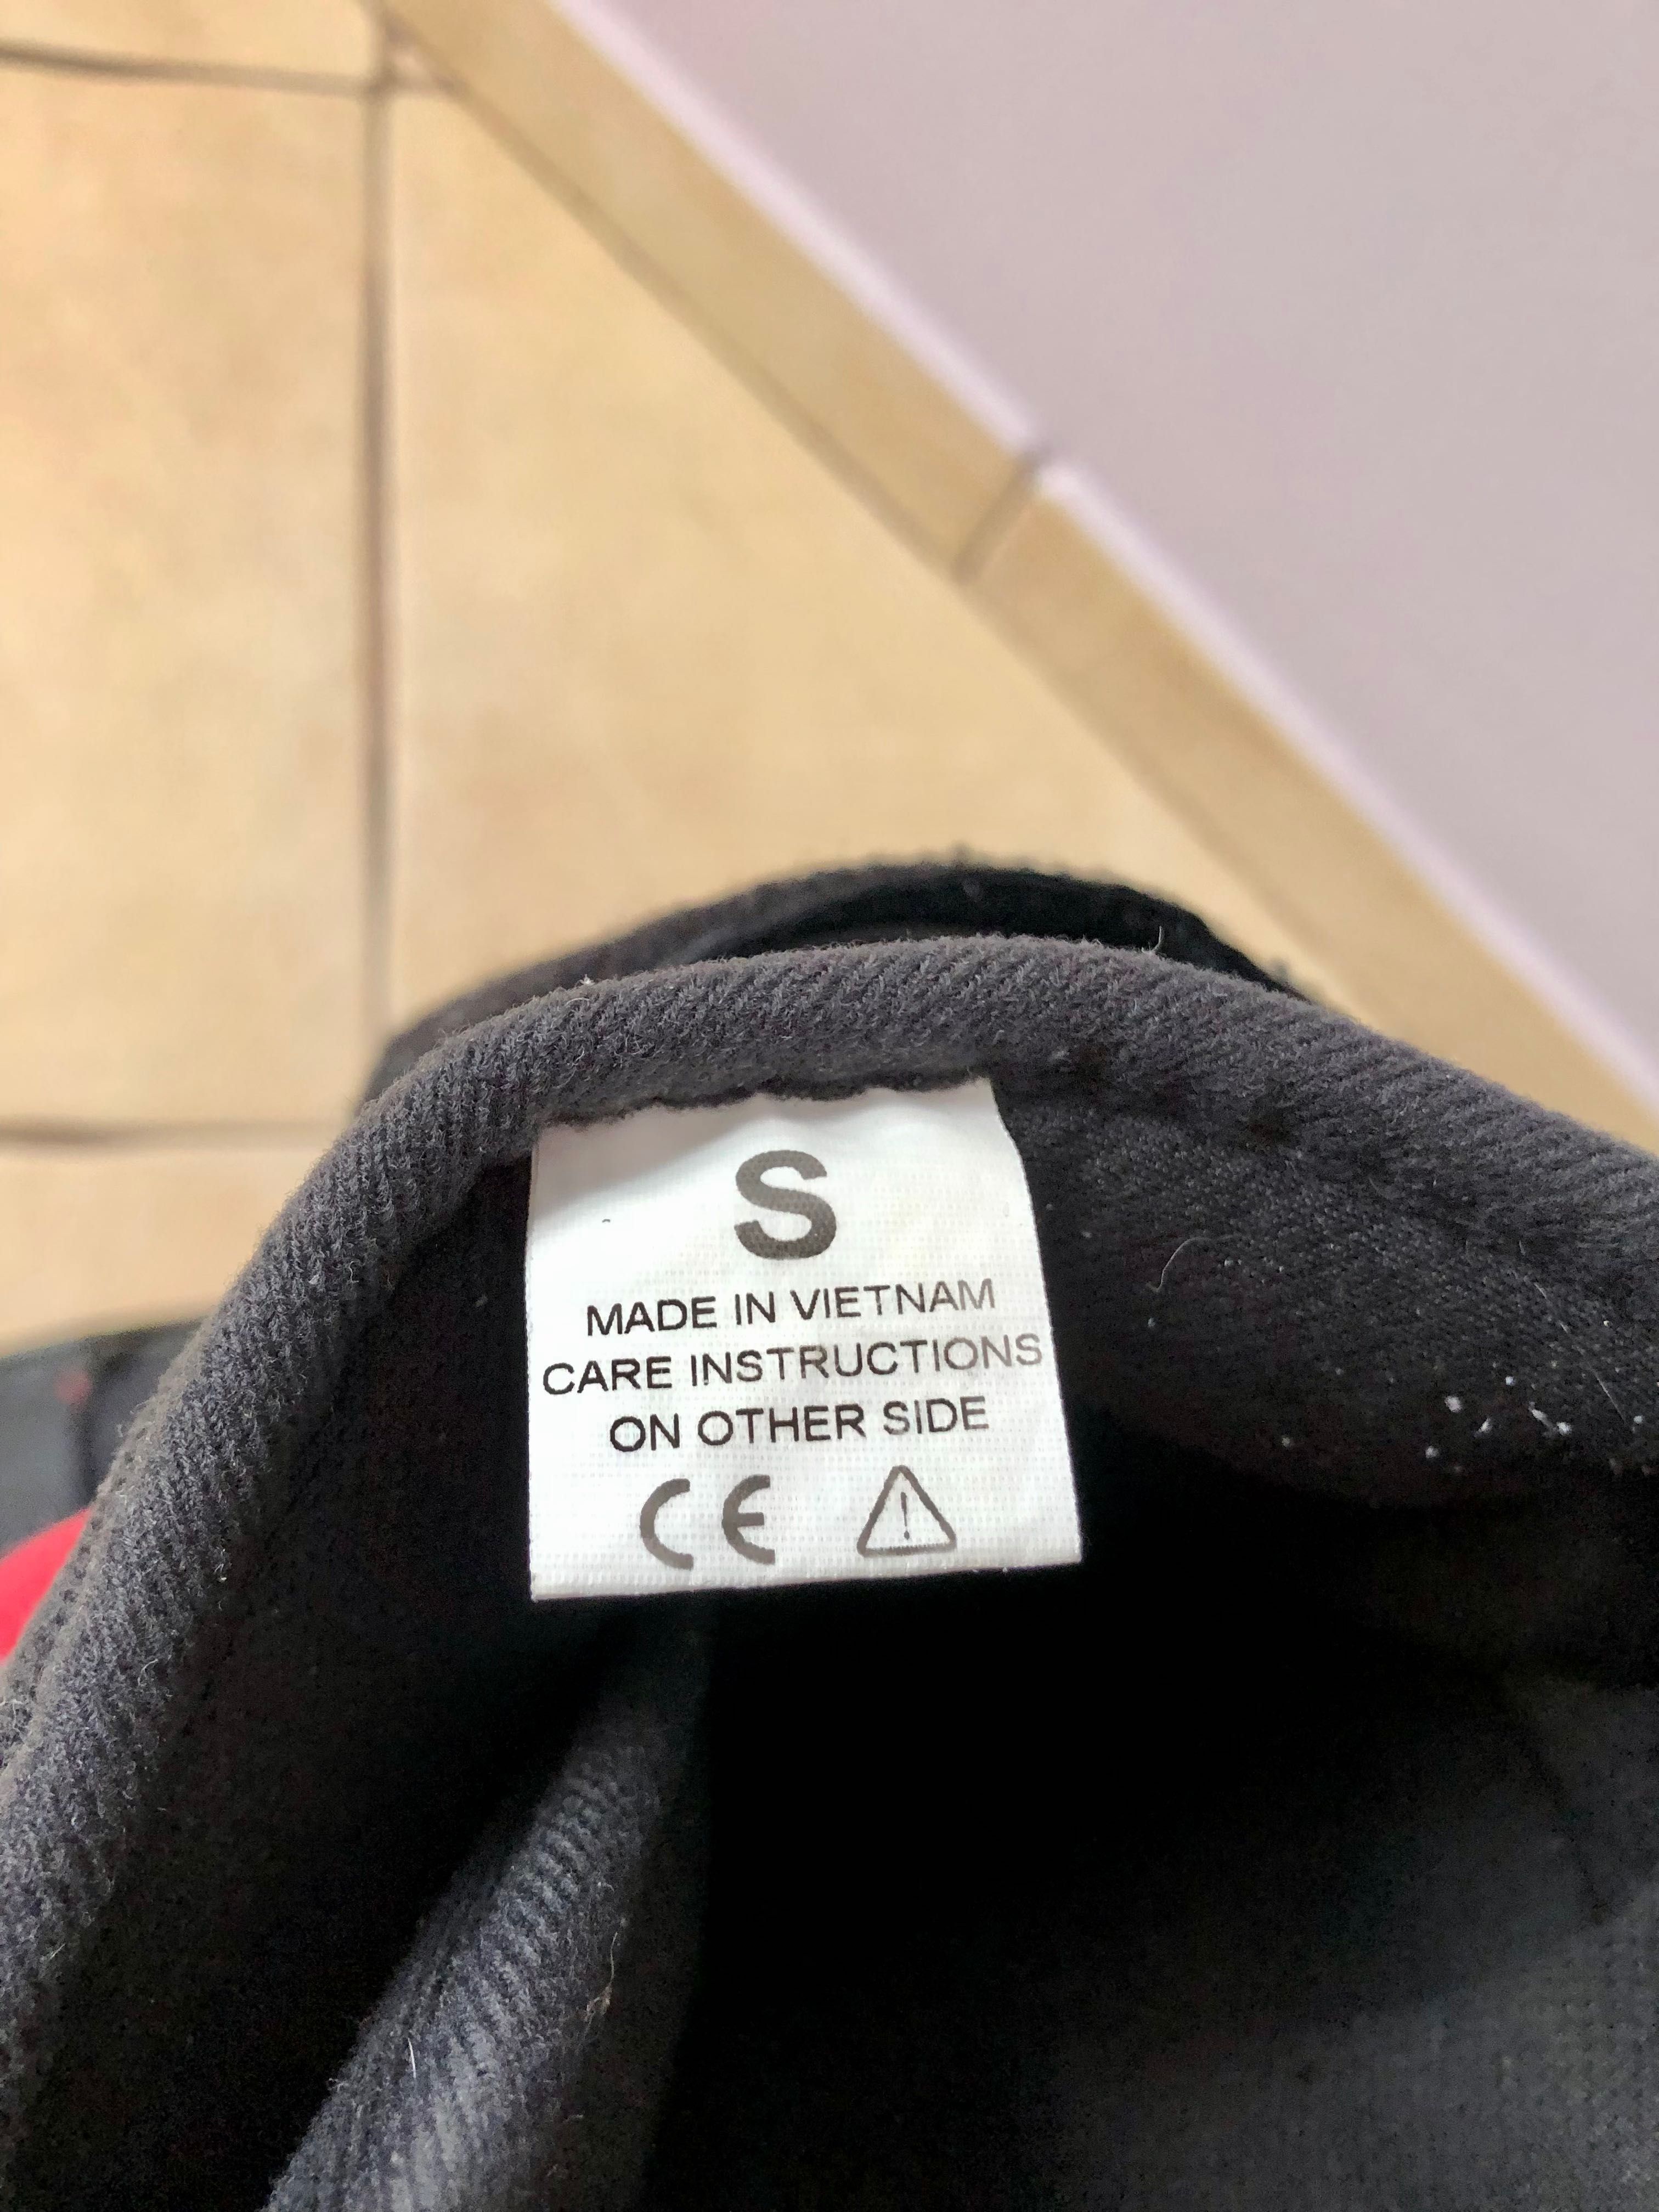 S
MADE IN VIETNAM
CARE INSTRUCTIONS
ON OTHER SIDE
CE